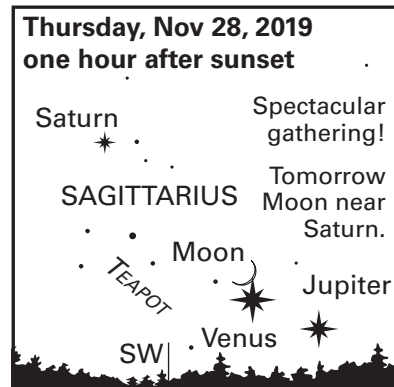 Thursday, Nov 28, 2019
one hour after sunset
Spectacular
gathering!
Saturn
Tomorrow
Moon near
Saturn.
SAGITTARIUS
Moon
TEAPOT
Jupiter
Venus
SW